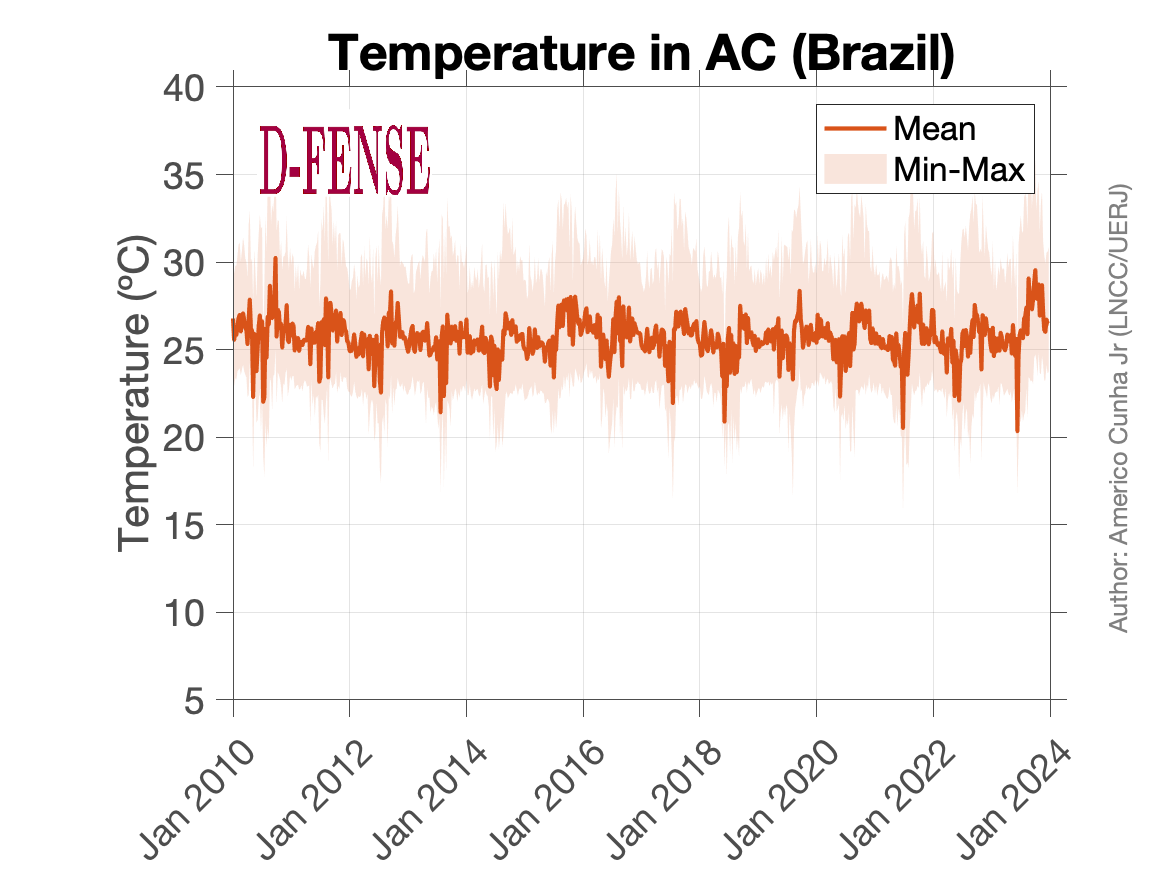 Temperature in AC (Brazil)
D-FENSE
Mean
Min-Max
Temperature (ºC)
40
35
30
25
20
15
10
5
Jan 2010
Jan 2012
Jan 2014
Jan 2016
Jan 2018
Jan 2020
Jan 2022
Jan 2024
Author: Americo Cunha Jr (LNCC/UERJ)